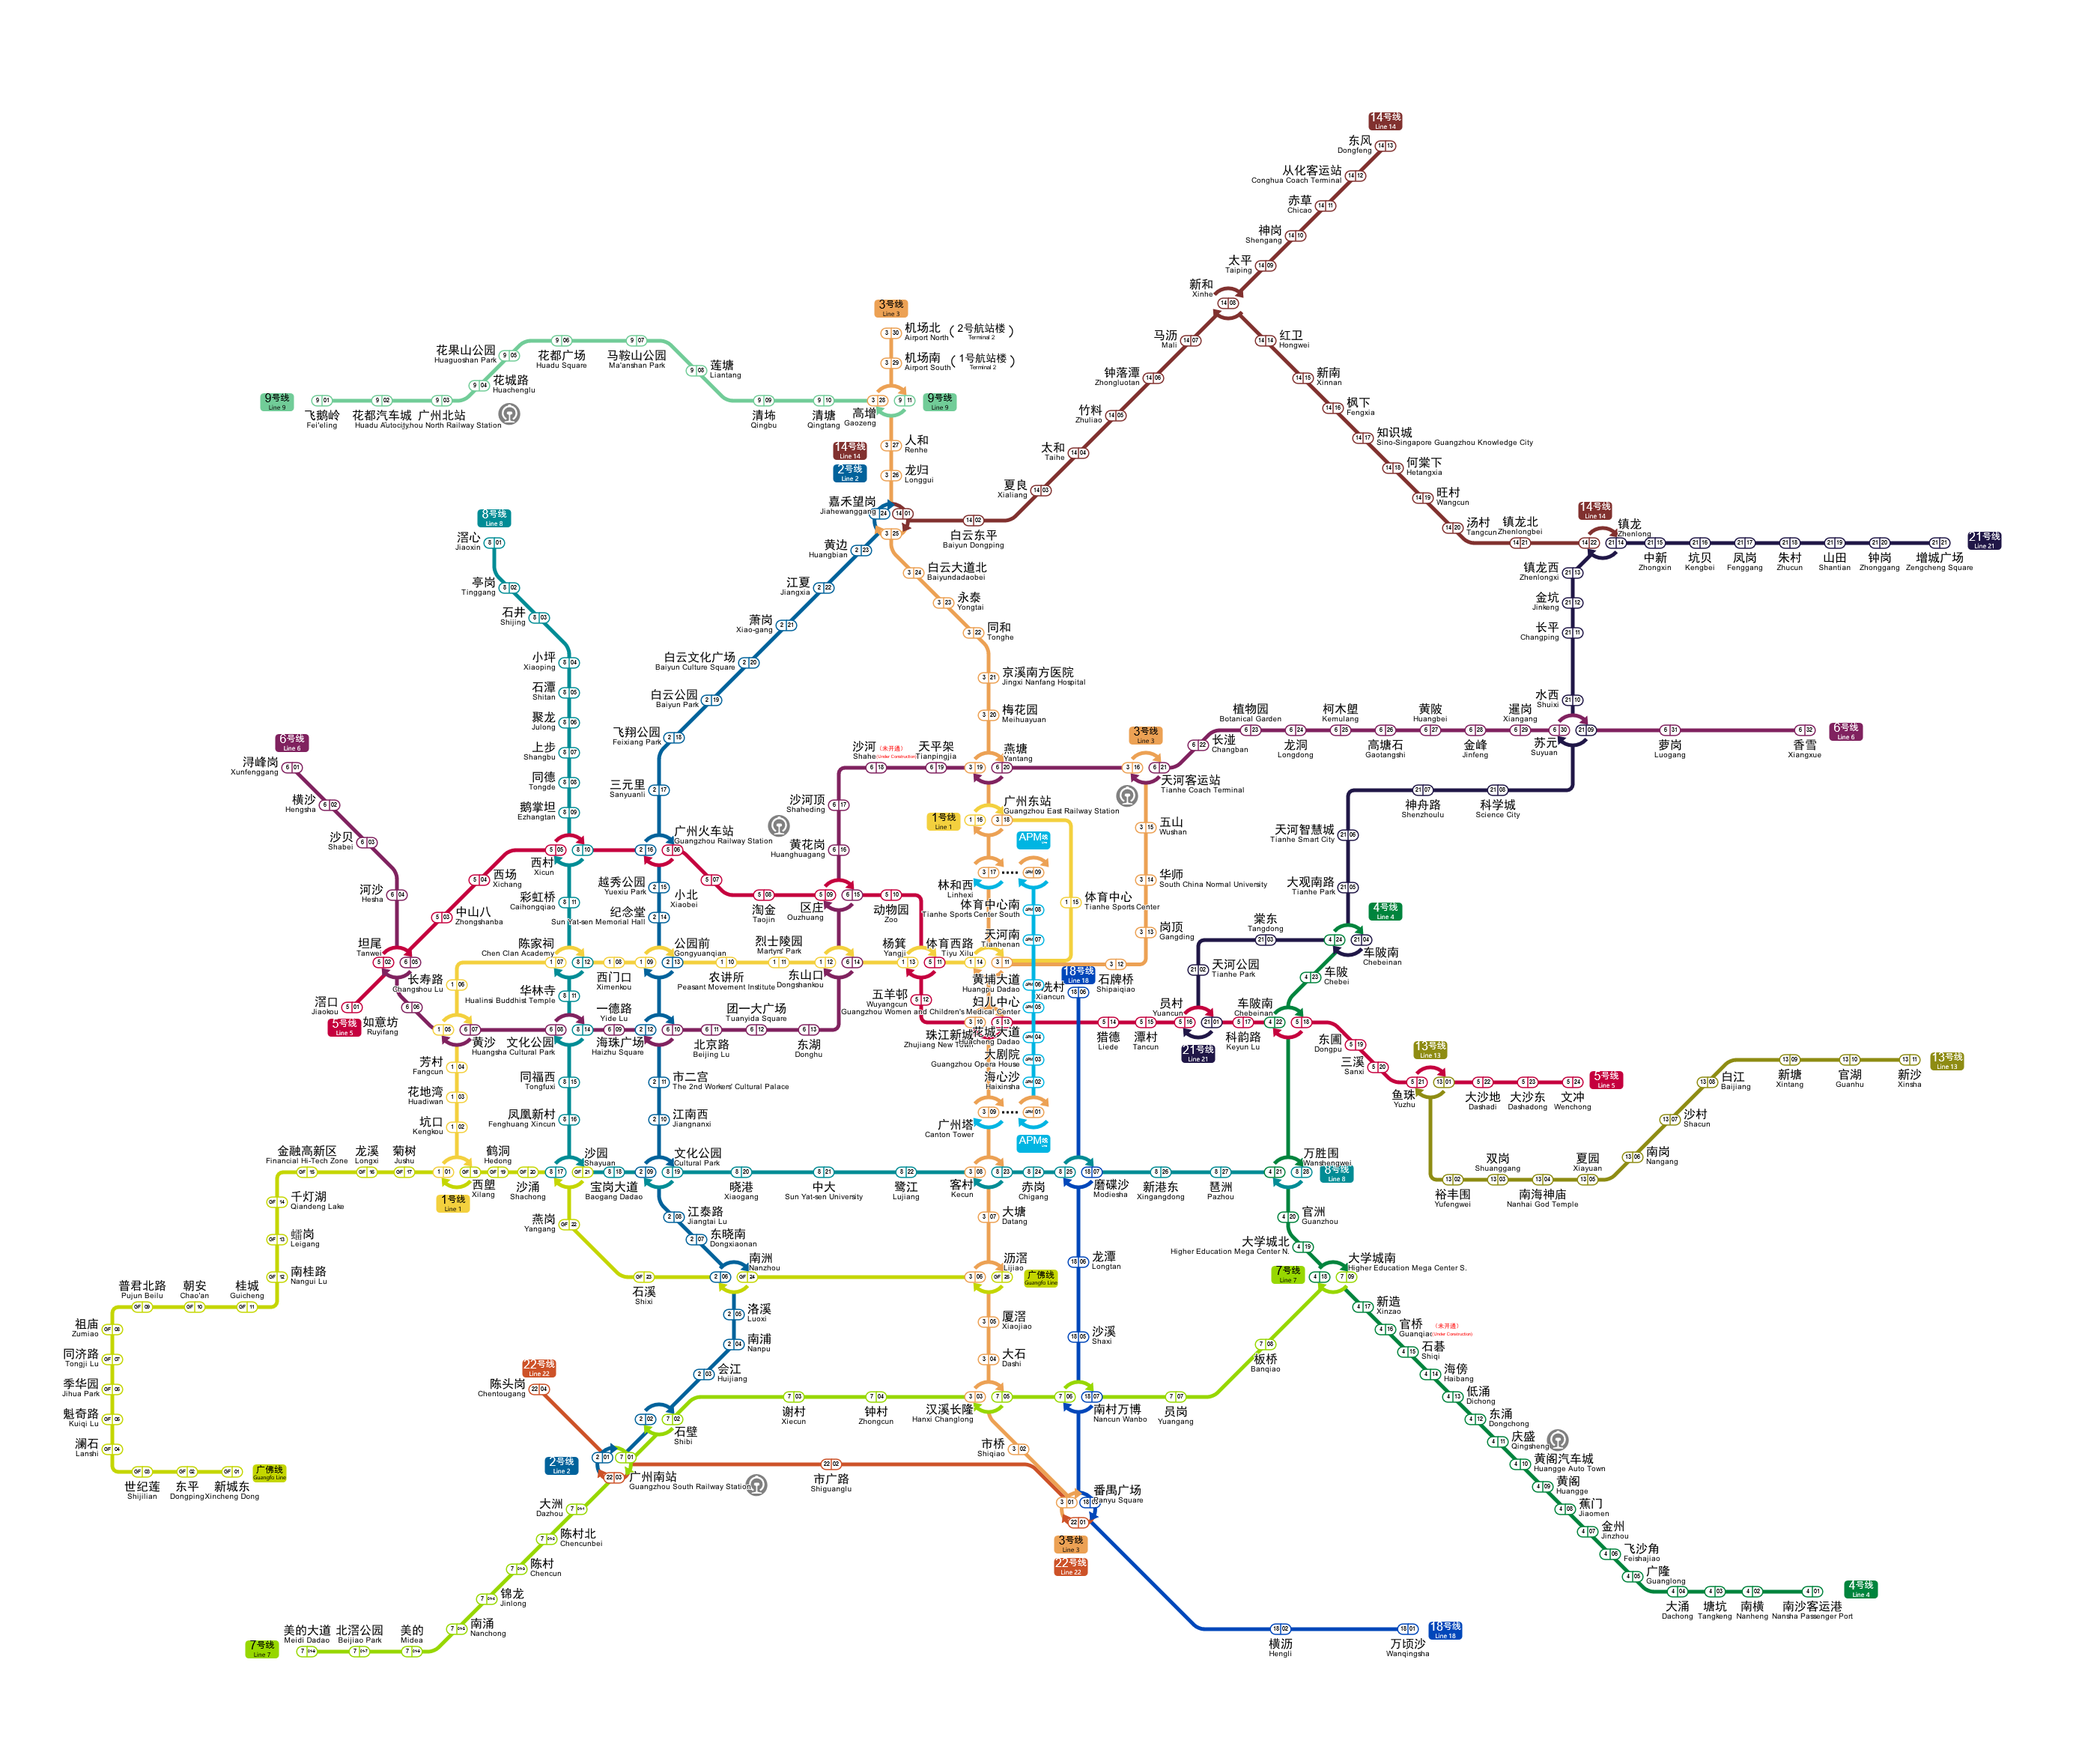 14号线
Line 14
东风
Dongfeng
从化客运站
Conghua Coach Terminal
赤草
Chicao
神岗
Shengang
太平
Taiping
新和
Xinhe
马沥
Mali
钟落潭
Zhongluotan
竹料
Zhuliao
太和
Taihe
夏良
Xialiang
白云东平
Baiyun Dongping
红卫
Hongwei
新南
Xinnan
枫下
Fengxia
知识城
Sino-Singapore Guangzhou Knowledge City
何棠下
Hetangxia
旺村
Wangcun
汤村
Tangcun
镇龙北
Zhenlongbei
14号线
Line 14
镇龙
Zhenlong
中新
Zhongxin
坑贝
Kengbei
凤岗
Fenggang
朱村
Zhucun
山田
Shantian
钟岗
Zhonggang
增城广场
Zengcheng Square
21号线
Line 21
镇龙西
Zhenlongxi
金坑
Jinkeng
长平
Changping
水西
Shuixi
苏元
Suyuan
科学城
Science City
神舟路
Shenzhoulu
天河智慧城
Tianhe Smart City
大观南路
Tianhe Park
棠东
Tangdong
天河公园
Tianhe Park
员村
Yuancun
21号线
Line 21
3号线
Line 3
机场北（2号航站楼）
Airport North Terminal 2
机场南（1号航站楼）
Airport South Terminal 2
9号线
Line 9
飞鹅岭
Fei'eling
花都汽车城
Huadu Autocity
广州北站
hou North Railway Station
花城路
Huachenglu
花果山公园
Huaguoshan Park
花都广场
Huadu Square
马鞍山公园
Ma'anshan Park
莲塘
Liantang
清㘵
Qingbu
清塘
Qingtang
高增
Gaozeng
9号线
Line 9
人和
Renhe
龙归
Longgui
14号线
Line 14
2号线
Line 2
嘉禾望岗
Jiahewanggang
黄边
Huangbian
江夏
Jiangxia
萧岗
Xiao-gang
白云文化广场
Baiyun Culture Square
白云公园
Baiyun Park
飞翔公园
Feixiang Park
三元里
Sanyuanli
广州火车站
Guangzhou Railway Station
越秀公园
Yuexiu Park
纪念堂
Sun Yat-sen Memorial Hall
公园前
Gongyuanqian
海珠广场
Haizhu Square
市二宫
The 2nd Workers' Cultural Palace
江南西
Jiangnanxi
文化公园
Cultural Park
江泰路
Jiangtai Lu
东晓南
Dongxiaonan
南洲
Nanzhou
洛溪
Luoxi
南浦
Nanpu
会江
Huijiang
石壁
Shibi
广州南站
Guangzhou South Railway Station
2号线
Line 2
白云大道北
Baiyundadaobei
永泰
Yongtai
同和
Tonghe
京溪南方医院
Jingxi Nanfang Hospital
梅花园
Meihuayuan
燕塘
Yantang
广州东站
Guangzhou East Railway Station
1号线
Line 1
APM线
林和西
Linhexi
体育中心南
Tianhe Sports Center South
天河南
Tianhenan
体育中心
Tianhe Sports Center
体育西路
Tiyu Xilu
黄埔大道
Huangpu Dadao
妇儿中心
Guangzhou Women and Children's Medical Center
花城大道
Huacheng Dadao
珠江新城
Zhujiang New Town
大剧院
Guangzhou Opera House
海心沙
Haixinsha
广州塔
Canton Tower
APM线
客村
Kecun
大塘
Datang
沥滘
Lijiao
厦滘
Xiajiao
大石
Dashi
汉溪长隆
Hanxi Changlong
市桥
Shiqiao
番禺广场
Panyu Square
3号线
Line 3
22号线
Line 22
3号线
Line 3
天河客运站
Tianhe Coach Terminal
五山
Wushan
华师
South China Normal University
岗顶
Gangding
石牌桥
Shipaiqiao
8号线
Line 8
滘心
Jiaoxin
亭岗
Tinggang
石井
Shijing
小坪
Xiaoping
石潭
Shitan
聚龙
Julong
上步
Shangbu
同德
Tongde
鹅掌坦
Ezhangtan
西村
Xicun
彩虹桥
Caihongqiao
陈家祠
Chen Clan Academy
华林寺
Hualinsi Buddhist Temple
文化公园
Cultural Park
同福西
Tongfuxi
凤凰新村
Fenghuang Xincun
沙园
Shayuan
宝岗大道
Baogang Dadao
晓港
Xiaogang
中大
Sun Yat-sen University
鹭江
Lujiang
赤岗
Chigang
磨碟沙
Modiesha
新港东
Xingangdong
琶洲
Pazhou
万胜围
Wanshengwei
8号线
Line 8
6号线
Line 6
浔峰岗
Xunfenggang
横沙
Hengsha
沙贝
Shabei
河沙
Hesha
坦尾
Tanwei
如意坊
Ruyifang
黄沙
Huangsha
一德路
Yide Lu
北京路
Beijing Lu
团一大广场
Tuanyida Square
东湖
Donghu
东山口
Dongshankou
区庄
Ouzhuang
黄花岗
Huanghuagang
沙河顶
Shaheding
沙河（未开通）
Shahe (Under Construction)
天平架
Tianpingjia
长湴
Changban
植物园
Botanical Garden
龙洞
Longdong
柯木塱
Kemulang
高塘石
Gaotangshi
黄陂
Huangbei
金峰
Jinfeng
暹岗
Xiangang
萝岗
Luogang
香雪
Xiangxue
6号线
Line 6
滘口
Jiaokou
5号线
Line 5
中山八
Zhongshanba
西场
Xichang
小北
Xiaobei
淘金
Taojin
动物园
Zoo
杨箕
Yangji
五羊邨
Wuyangcun
猎德
Liede
潭村
Tancun
科韵路
Keyun Lu
车陂南
Chebeinan
东圃
Dongpu
三溪
Sanxi
鱼珠
Yuzhu
大沙地
Dashadi
大沙东
Dashadong
文冲
Wenchong
5号线
Line 5
长寿路
Changshou Lu
西门口
Ximenkou
农讲所
Peasant Movement Institute
烈士陵园
Martyrs' Park
芳村
Fangcun
花地湾
Huadiwan
坑口
Kengkou
西塱
Xilang
1号线
Line 1
4号线
Line 4
车陂南
Chebeinan
车陂
Chebei
官洲
Guanzhou
大学城北
Higher Education Mega Center N.
大学城南
Higher Education Mega Center S.
新造
Xinzao
官桥（未开通）
Guanqiao (Under Construction)
石碁
Shiqi
海傍
Haibang
低涌
Dichong
东涌
Dongchong
庆盛
Qingsheng
黄阁汽车城
Huangge Auto Town
黄阁
Huangge
蕉门
Jiaomen
金州
Jinzhou
飞沙角
Feishajiao
广隆
Guanglong
大涌
Dachong
塘坑
Tangkeng
南横
Nanheng
南沙客运港
Nansha Passenger Port
4号线
Line 4
13号线
Line 13
裕丰围
Yufengwei
双岗
Shuanggang
南海神庙
Nanhai God Temple
夏园
Xiayuan
南岗
Nangang
沙村
Shacun
白江
Baijiang
新塘
Xintang
官湖
Guanhu
新沙
Xinsha
13号线
Line 13
18号线
Line 18
冼村
Xiancun
龙潭
Longtan
沙溪
Shaxi
南村万博
Nancun Wanbo
横沥
Hengli
万顷沙
Wanqingsha
18号线
Line 18
金融高新区
Financial Hi-Tech Zone
龙溪
Longxi
菊树
Jushu
鹤洞
Hedong
沙涌
Shachong
燕岗
Yangang
石溪
Shixi
广佛线
Guangfo Line
千灯湖
Qiandeng Lake
𧒽岗
Leigang
南桂路
Nangui Lu
桂城
Guicheng
朝安
Chao'an
普君北路
Pujun Beilu
祖庙
Zumiao
同济路
Tongji Lu
季华园
Jihua Park
魁奇路
Kuiqi Lu
澜石
Lanshi
世纪莲
Shijilian
东平
Dongping
新城东
Xincheng Dong
广佛线
Guangfo Line
22号线
Line 22
陈头岗
Chentougang
市广路
Shiguanglu
7号线
Line 7
板桥
Banqiao
员岗
Yuangang
钟村
Zhongcun
谢村
Xiecun
大洲
Dazhou
陈村北
Chencunbei
陈村
Chencun
锦龙
Jinlong
南涌
Nanchong
美的
Midea
北滘公园
Beijiao Park
美的大道
Meidi Dadao
7号线
Line 7